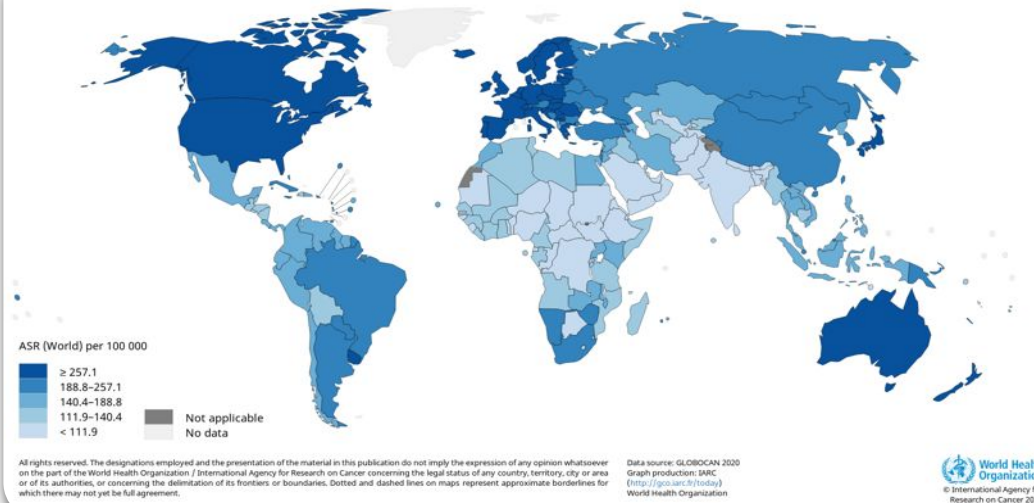 ASR (World) per 100 000
≥ 257.1
188.8–257.1
140.4–188.8
111.9–140.4
< 111.9
Not applicable
No data
All rights reserved. The designations employed and the presentation of the material in this publication do not imply the expression of any opinion whatsoever
on the part of the World Health Organization / International Agency for Research on Cancer concerning the legal status of any country, territory, city or area
or of its authorities, or concerning the delimitation of its frontiers or boundaries. Dotted and dashed lines on maps represent approximate borderlines for
which there may not yet be full agreement.
Data source: GLOBOCAN 2020
Graph production: IARC
(http://gco.iarc.fr/today)
World Health Organization
World Heal
Organizatio
© International Agency f
Research on Cancer 20